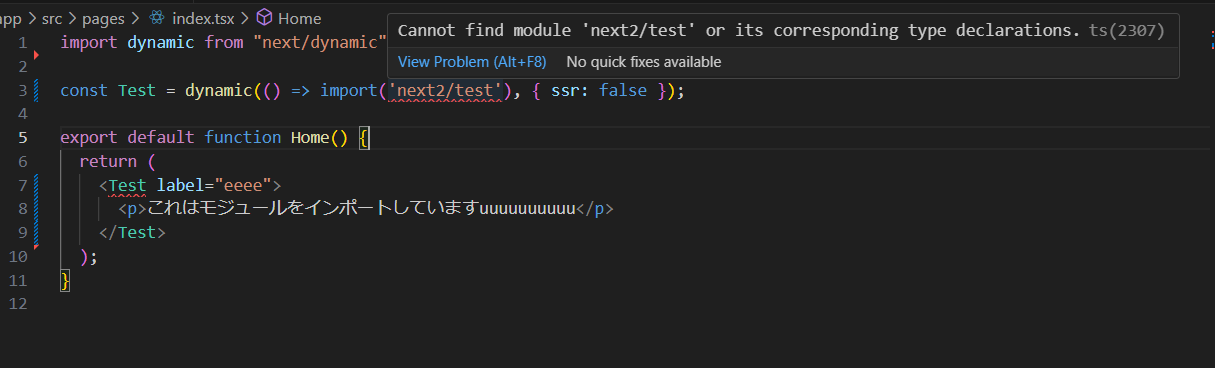 app > src > pages > index.tsx > Home
Cannot find module 'next2/test' or its corresponding type declarations. ts(2307)
View Problem (Alt+F8) No quick fixes available
1 import dynamic from "next/dynamic"
2
3 const Test = dynamic(() => import('next2/test'), { ssr: false });
4
5 export default function Home() {
6 return (
7 <Test label="eeee">
8 <p>これはモジュールをインポートしていますuuuuuuuuuu</p>
9 </Test>
10 );
11 }
12